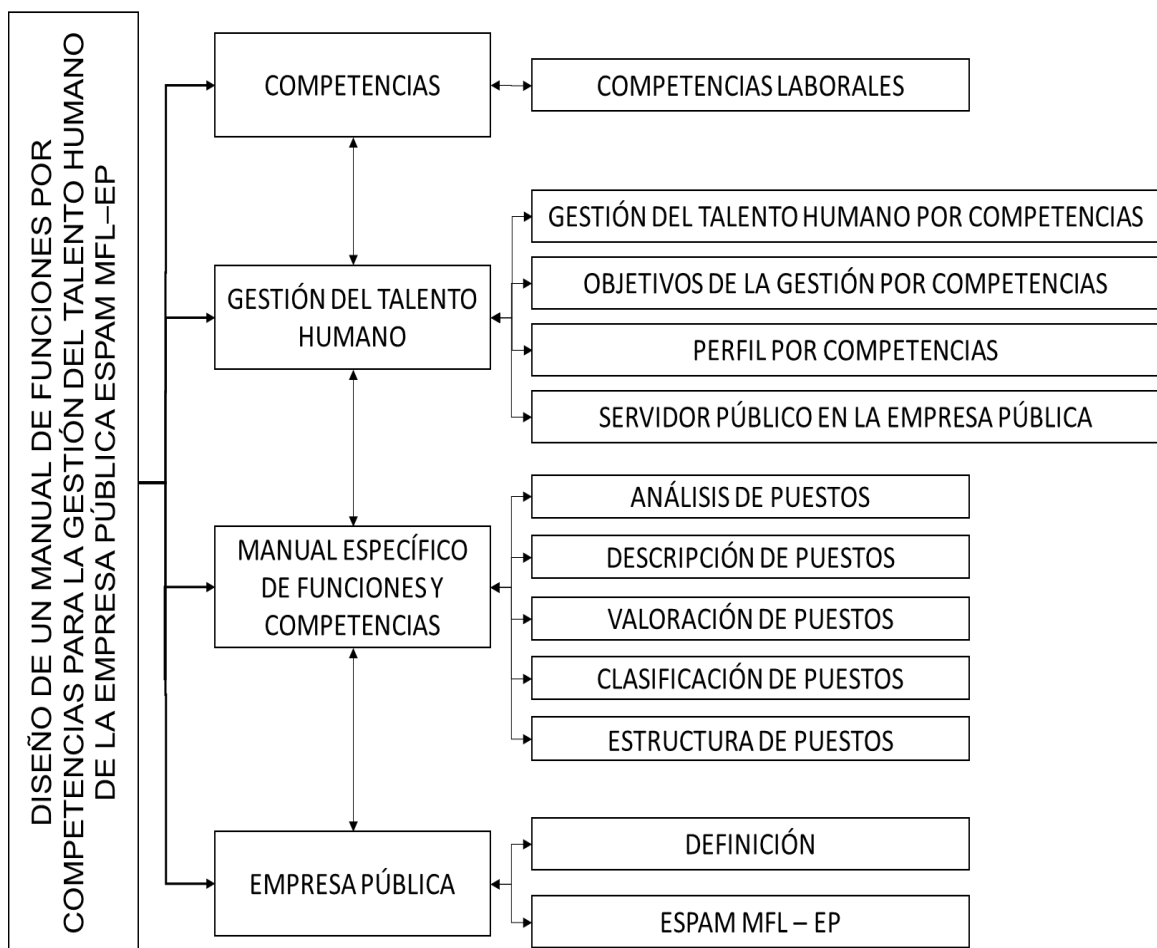 DISEÑO DE UN MANUAL DE FUNCIONES POR
COMPETENCIAS PARA LA GESTIÓN DEL TALENTO HUMANO
DE LA EMPRESA PÚBLICA ESPAM MFL–EP
COMPETENCIAS
COMPETENCIAS LABORALES
GESTIÓN DEL TALENTO
HUMANO
GESTIÓN DEL TALENTO HUMANO POR COMPETENCIAS
OBJETIVOS DE LA GESTIÓN POR COMPETENCIAS
PERFIL POR COMPETENCIAS
SERVIDOR PÚBLICO EN LA EMPRESA PÚBLICA
MANUAL ESPECÍFICO
DE FUNCIONES Y
COMPETENCIAS
ANÁLISIS DE PUESTOS
DESCRIPCIÓN DE PUESTOS
VALORACIÓN DE PUESTOS
CLASIFICACIÓN DE PUESTOS
ESTRUCTURA DE PUESTOS
EMPRESA PÚBLICA
DEFINICIÓN
ESPAM MFL – EP